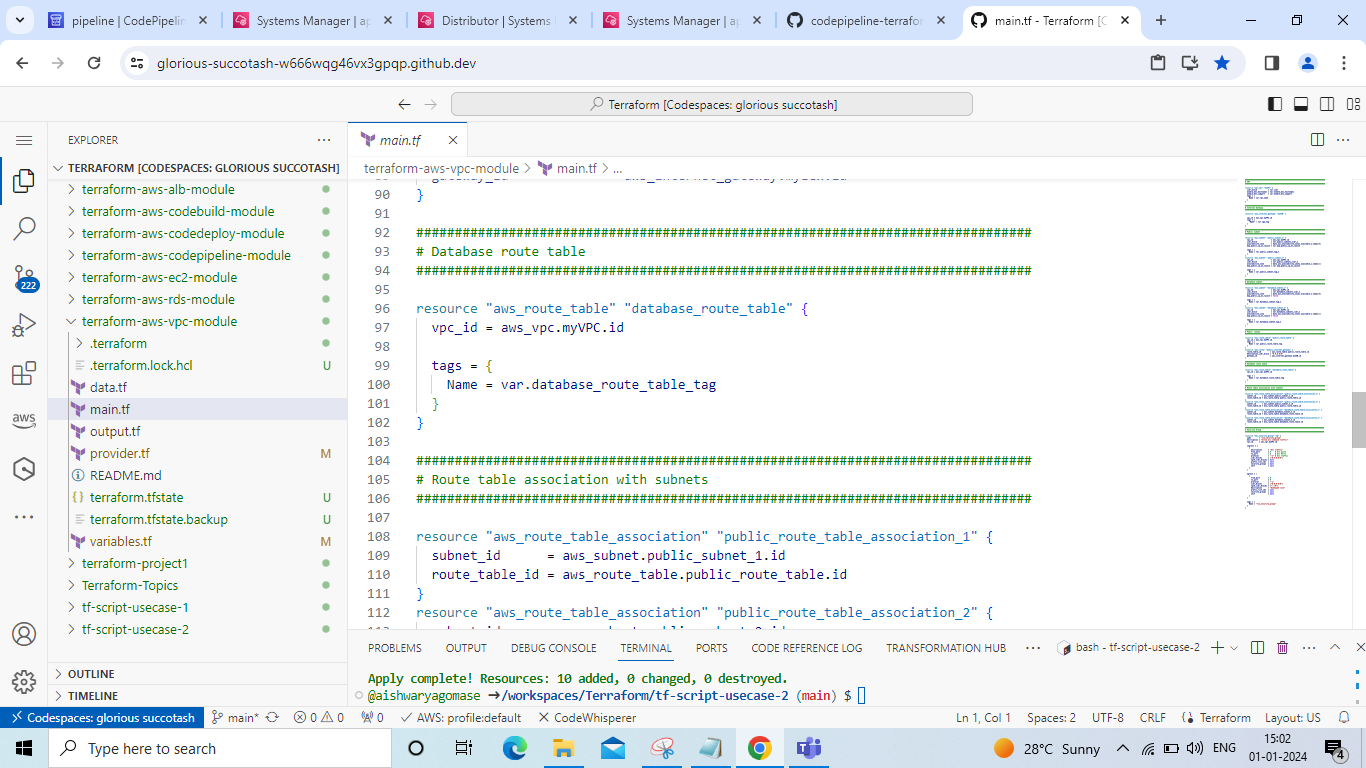 pipeline | CodePipelin
Systems Manager | ap
Distributor | Systems
Systems Manager | ap
codepipeline-terrafor
main.tf - Terraform [C
glorious-succotash-w666wqg46vx3gpqp.github.dev
Terraform [Codespaces: glorious succotash]
EXPLORER
TERRAFORM [CODESPACES: GLORIOUS SUCCOTASH]
terraform-aws-alb-module
terraform-aws-codebuild-module
terraform-aws-codedeploy-module
terraform-aws-codepipeline-module
terraform-aws-ec2-module
terraform-aws-rds-module
terraform-aws-vpc-module
.terraform
.terraform.lock.hcl U
data.tf
main.tf
output.tf
provider.tf M
README.md
terraform.tfstate U
terraform.tfstate.backup U
variables.tf M
terraform-project1
Terraform-Topics
tf-script-usecase-1
tf-script-usecase-2
OUTLINE
TIMELINE
222
aws
main.tf
terraform-aws-vpc-module > main.tf > ...
90 }
91
92 ################################################################################
93 # Database route table
94 ################################################################################
95
96 resource "aws_route_table" "database_route_table" {
97 vpc_id = aws_vpc.myVPC.id
98
99 tags = {
100 Name = var.database_route_table_tag
101 }
102 }
103
104 ################################################################################
105 # Route table association with subnets
106 ################################################################################
107
108 resource "aws_route_table_association" "public_route_table_association_1" {
109 subnet_id = aws_subnet.public_subnet_1.id
110 route_table_id = aws_route_table.public_route_table.id
111 }
112 resource "aws_route_table_association" "public_route_table_association_2" {
PROBLEMS OUTPUT DEBUG CONSOLE TERMINAL PORTS CODE REFERENCE LOG TRANSFORMATION HUB ... bash - tf-script-usecase-2
Apply complete! Resources: 10 added, 0 changed, 0 destroyed.
@aishwaryagomase ➜/workspaces/Terraform/tf-script-usecase-2 (main) $
Codespaces: glorious succotash main* 0 0 0 AWS: profile:default CodeWhisperer Ln 1, Col 1 Spaces: 2 UTF-8 CRLF Terraform Layout: US
Type here to search
28°C Sunny
ENG
15:02
01-01-2024
4